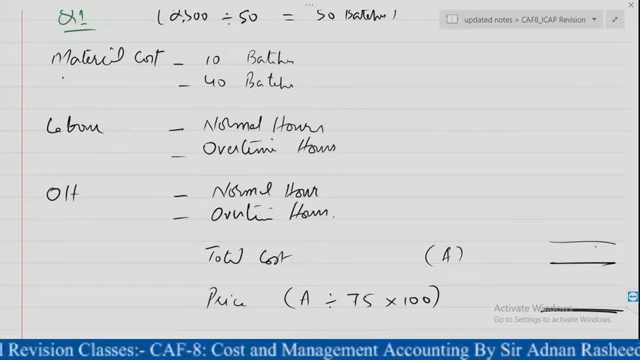 Q1 (2,500 ÷ 50 = 50 Batches)
updated notes > CAF8_ICAP Revision
Material Cost - 10 Batches
- 40 Batches
Labour - Normal Hours
- Overtime Hours
OH - Normal Hour
- Overtime Hours.
Total Cost (A)
Price (A ÷ 75 × 100)
Activate Windows
Go to Settings to activate Windows.
l Revision Classes:- CAF-8: Cost and Management Accounting By Sir Adnan Rasheed